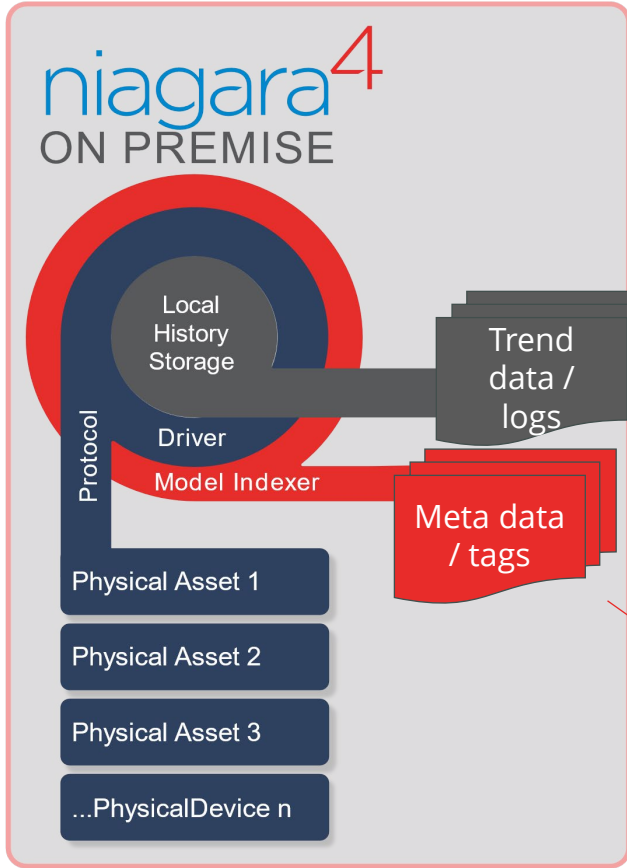 niagara4
ON PREMISE
Local
History
Storage
Trend
data /
logs
Protocol
Driver
Model Indexer
Meta data
/ tags
Physical Asset 1
Physical Asset 2
Physical Asset 3
...PhysicalDevice n